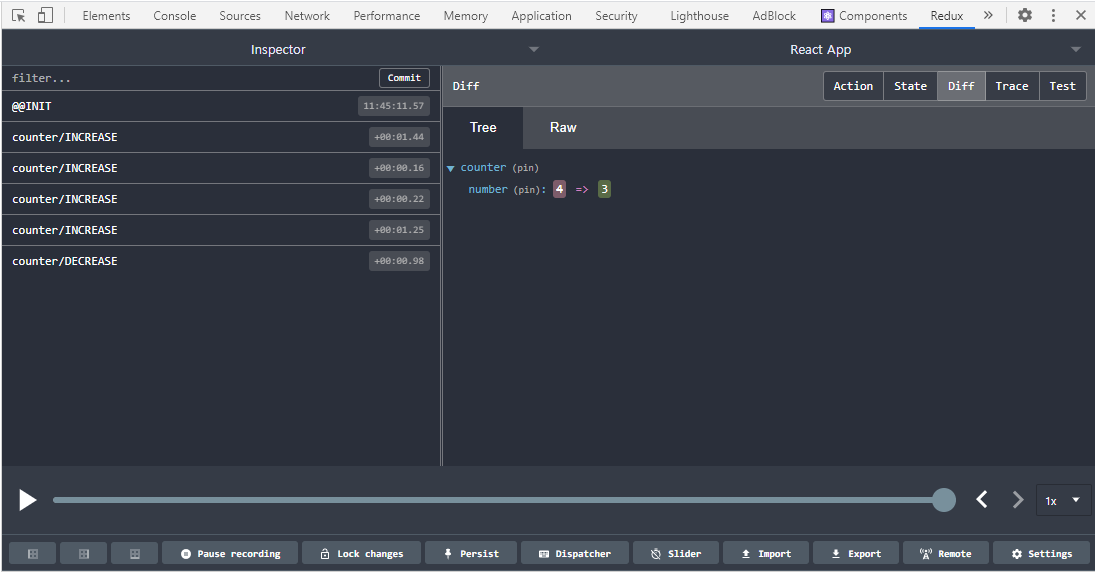 Elements Console Sources Network Performance Memory Application Security Lighthouse AdBlock Components Redux »
Inspector React App
filter... Commit
Diff Action State Diff Trace Test
@@INIT 11:45:11.57
counter/INCREASE +00:01.44
counter/INCREASE +00:00.16
counter/INCREASE +00:00.22
counter/INCREASE +00:01.25
counter/DECREASE +00:00.98
Tree Raw
counter (pin)
number (pin): 4 => 3
1x
Pause recording Lock changes Persist Dispatcher Slider Import Export Remote Settings